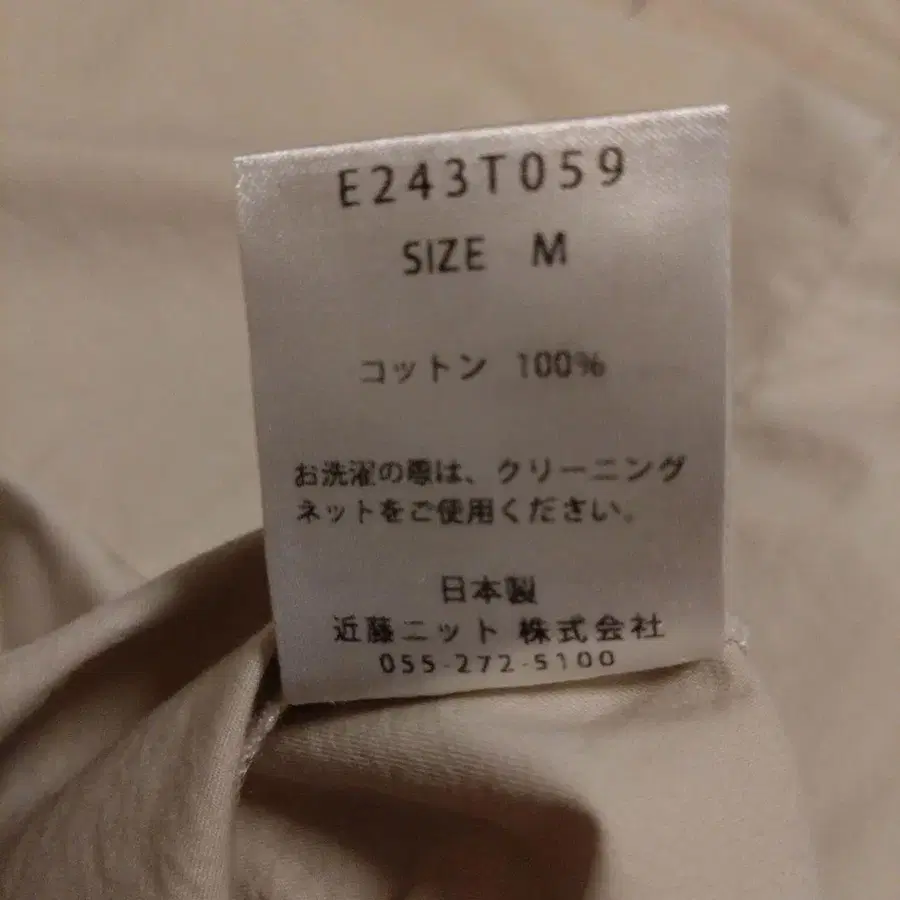 E243T059
SIZE M
コットン 100%
お洗濯の際は、クリーニング
ネットをご使用ください。
日本製
近藤ニット 株式会社
055-272-5100